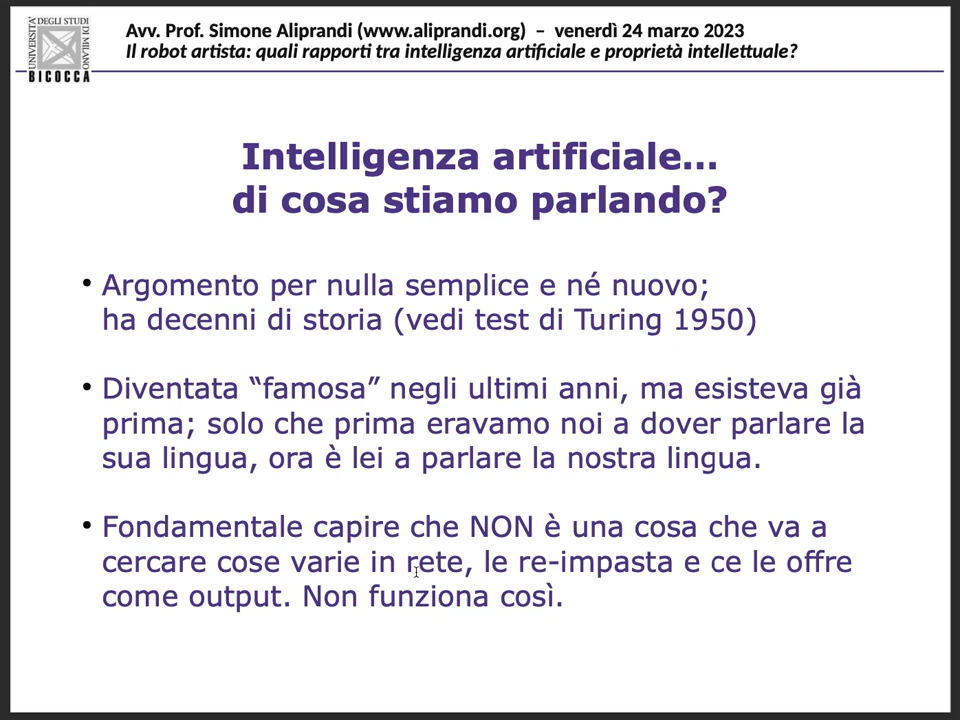 Avv. Prof. Simone Aliprandi (www.aliprandi.org) – venerdì 24 marzo 2023
Il robot artista: quali rapporti tra intelligenza artificiale e proprietà intellettuale?
UNIVERSITÀ DEGLI STUDI DI MILANO
BICOCCA
Intelligenza artificiale...
di cosa stiamo parlando?
• Argomento per nulla semplice e né nuovo;
ha decenni di storia (vedi test di Turing 1950)
• Diventata “famosa” negli ultimi anni, ma esisteva già
prima; solo che prima eravamo noi a dover parlare la
sua lingua, ora è lei a parlare la nostra lingua.
• Fondamentale capire che NON è una cosa che va a
cercare cose varie in rete, le re-impasta e ce le offre
come output. Non funziona così.